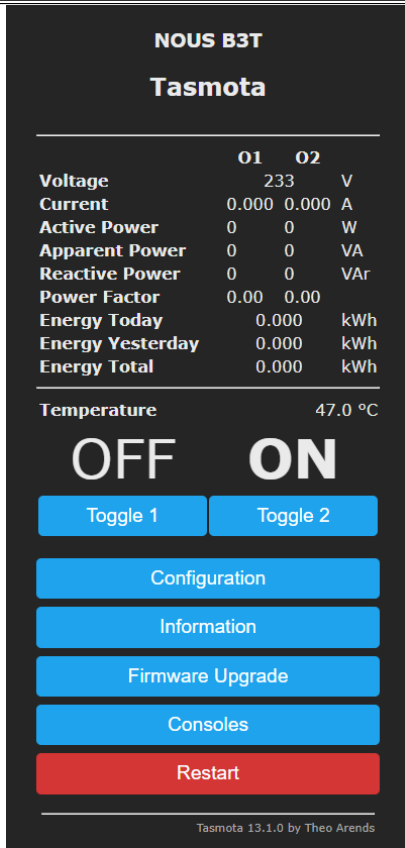 NOUS B3T
Tasmota
O1 O2
Voltage 233 V
Current 0.000 0.000 A
Active Power 0 0 W
Apparent Power 0 0 VA
Reactive Power 0 0 VAr
Power Factor 0.00 0.00
Energy Today 0.000 kWh
Energy Yesterday 0.000 kWh
Energy Total 0.000 kWh
Temperature 47.0 °C
OFF ON
Toggle 1 Toggle 2
Configuration
Information
Firmware Upgrade
Consoles
Restart
Tasmota 13.1.0 by Theo Arends